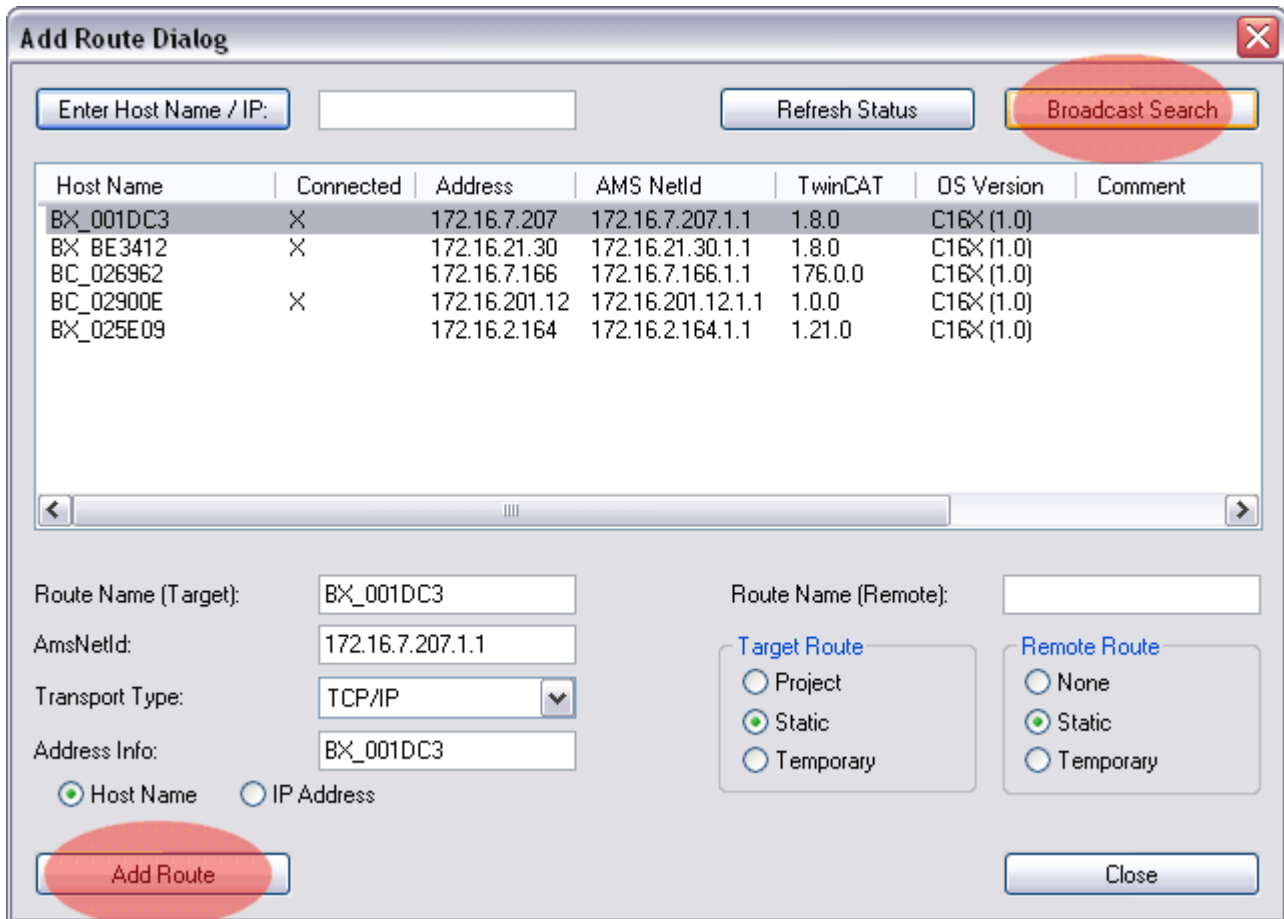 Add Route Dialog
Enter Host Name / IP: Refresh Status Broadcast Search
Host Name Connected Address AMS NetId TwinCAT OS Version Comment
BX_001DC3 X 172.16.7.207 172.16.7.207.1.1 1.8.0 C16X (1.0)
BX_BE3412 X 172.16.21.30 172.16.21.30.1.1 1.8.0 C16X (1.0)
BC_026962 172.16.7.166 172.16.7.166.1.1 176.0.0 C16X (1.0)
BC_02900E X 172.16.201.12 172.16.201.12.1.1 1.0.0 C16X (1.0)
BX_025E09 172.16.2.164 172.16.2.164.1.1 1.21.0 C16X (1.0)
Route Name (Target): BX_001DC3 Route Name (Remote):
AmsNetId: 172.16.7.207.1.1
Target Route Remote Route
Project None
Transport Type: TCP/IP
Static Static
Address Info: BX_001DC3
Temporary Temporary
Host Name IP Address
Add Route Close